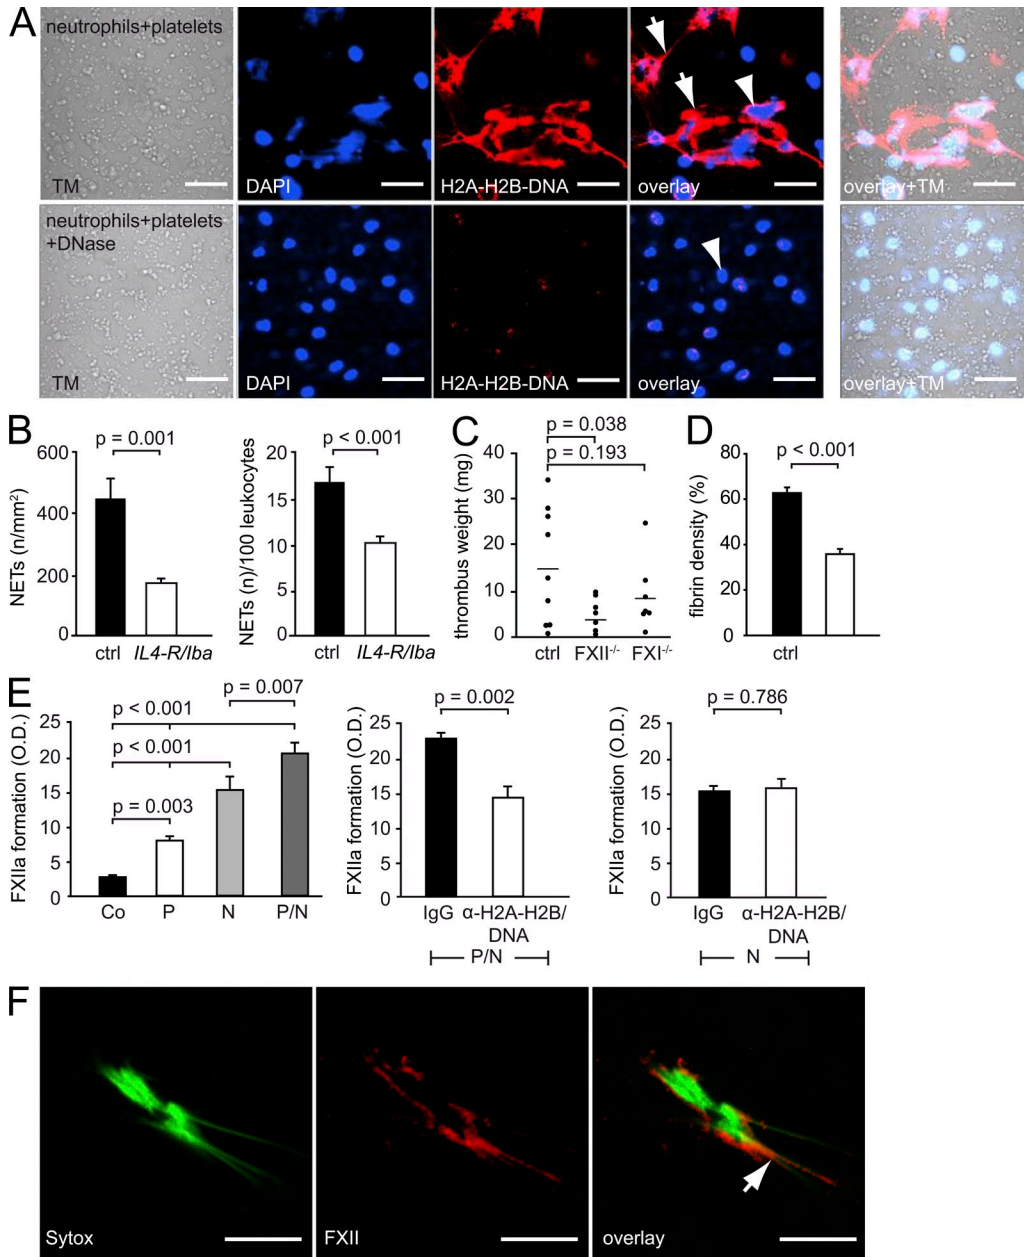 A
neutrophils+platelets
TM
DAPI
H2A-H2B-DNA
overlay
overlay+TM
neutrophils+platelets
+DNase
TM
DAPI
H2A-H2B-DNA
overlay
overlay+TM
B
p = 0.001
NETs (n/mm²)
600
400
200
0
ctrl
IL4-R/Iba
p < 0.001
NETs (n)/100 leukocytes
20
15
10
5
0
ctrl
IL4-R/Iba
C
p = 0.038
p = 0.193
thrombus weight (mg)
40
30
20
10
0
ctrl
FXII-/-
FXI-/-
D
p < 0.001
fibrin density (%)
80
60
40
20
0
ctrl
E
p = 0.007
p < 0.001
p < 0.001
p = 0.003
FXIIa formation (O.D.)
25
20
15
10
5
0
Co
P
N
P/N
p = 0.002
FXIIa formation (O.D.)
25
20
15
10
5
0
IgG
α-H2A-H2B/
DNA
P/N
p = 0.786
FXIIa formation (O.D.)
25
20
15
10
5
0
IgG
α-H2A-H2B/
DNA
N
F
Sytox
FXII
overlay